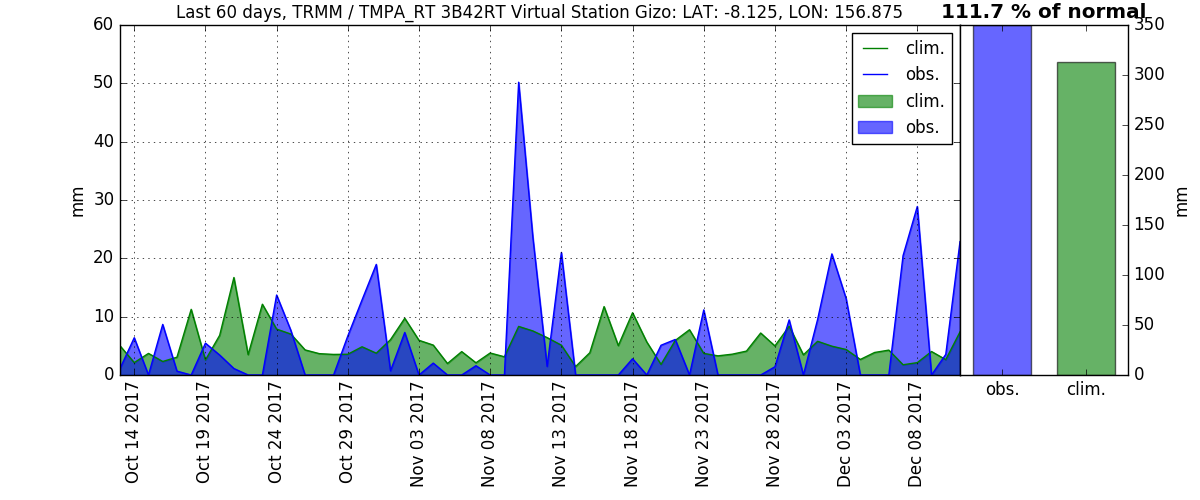 Last 60 days, TRMM / TMPA_RT 3B42RT Virtual Station Gizo: LAT: -8.125, LON: 156.875
111.7 % of normal
60
50
40
30
20
10
0
mm
clim.
obs.
clim.
obs.
350
300
250
200
150
100
50
0
mm
obs.
clim.
Oct 14 2017
Oct 19 2017
Oct 24 2017
Oct 29 2017
Nov 03 2017
Nov 08 2017
Nov 13 2017
Nov 18 2017
Nov 23 2017
Nov 28 2017
Dec 03 2017
Dec 08 2017